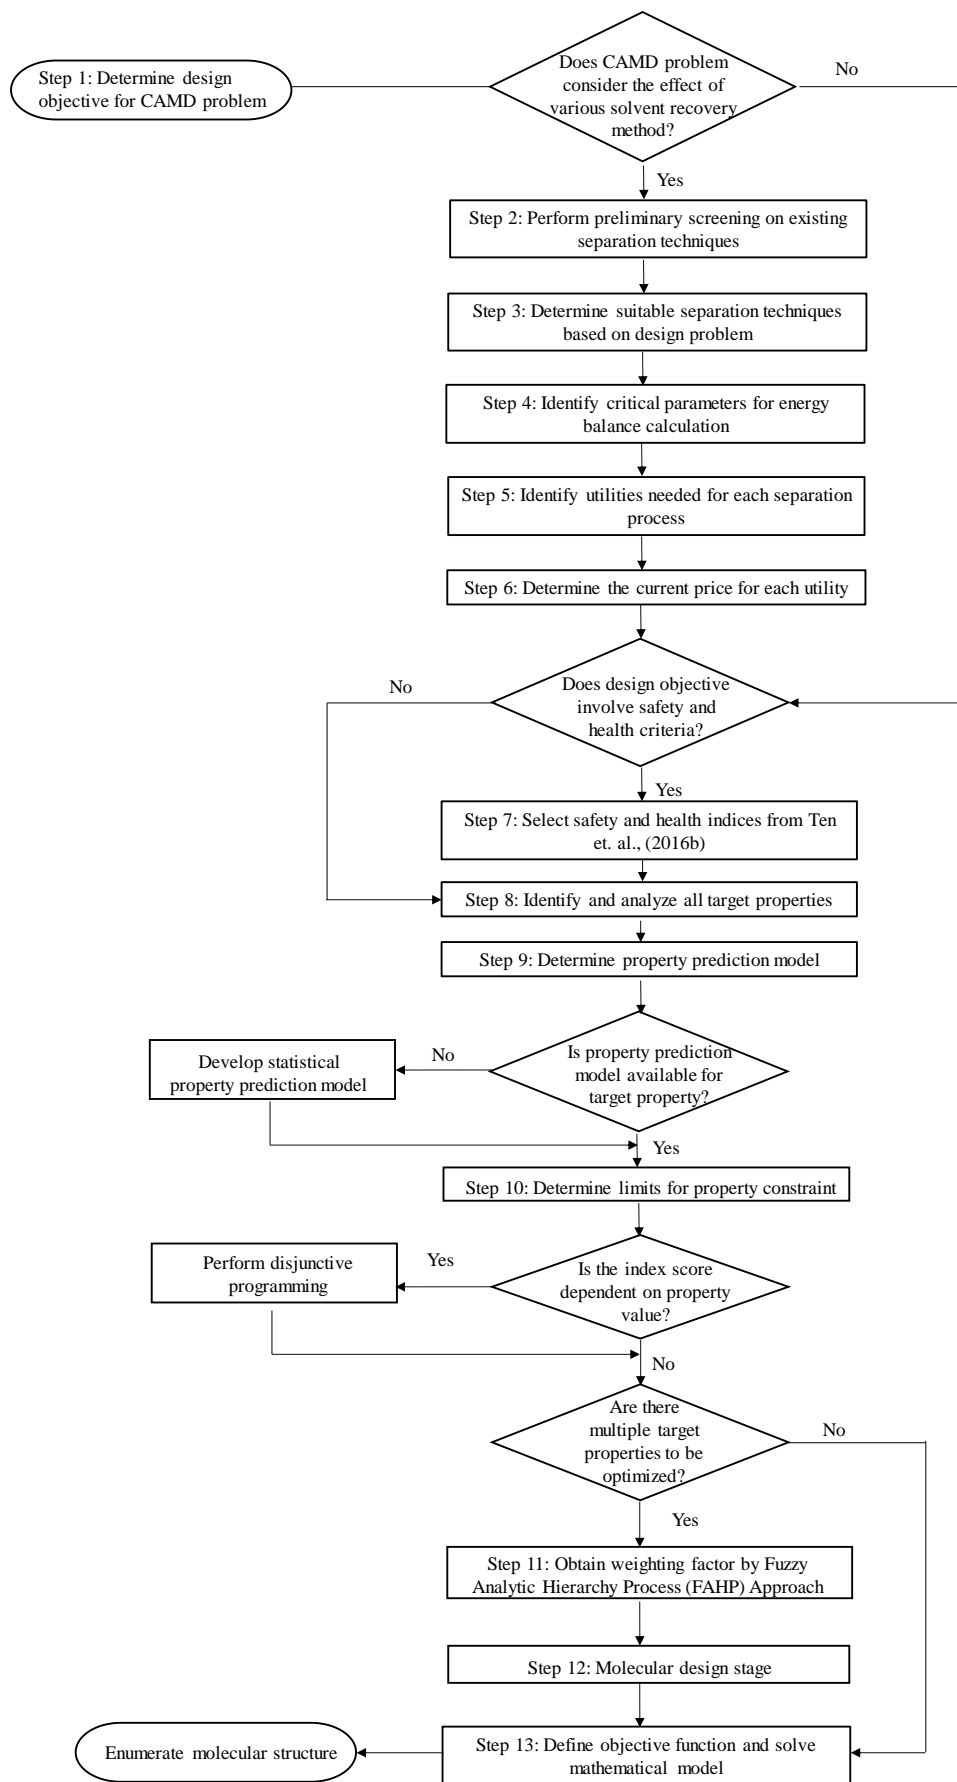 Step 1: Determine design
objective for CAMD problem
Does CAMD problem
consider the effect of
various solvent recovery
method?
No
Yes
Step 2: Perform preliminary screening on existing
separation techniques
Step 3: Determine suitable separation techniques
based on design problem
Step 4: Identify critical parameters for energy
balance calculation
Step 5: Identify utilities needed for each separation
process
Step 6: Determine the current price for each utility
Does design objective
involve safety and
health criteria?
No
Yes
Step 7: Select safety and health indices from Ten
et. al., (2016b)
Step 8: Identify and analyze all target properties
Step 9: Determine property prediction model
Is property prediction
model available for
target property?
No
Develop statistical
property prediction model
Yes
Step 10: Determine limits for property constraint
Is the index score
dependent on property
value?
Yes
Perform disjunctive
programming
No
Are there
multiple target
properties to be
optimized?
No
Yes
Step 11: Obtain weighting factor by Fuzzy
Analytic Hierarchy Process (FAHP) Approach
Step 12: Molecular design stage
Step 13: Define objective function and solve
mathematical model
Enumerate molecular structure